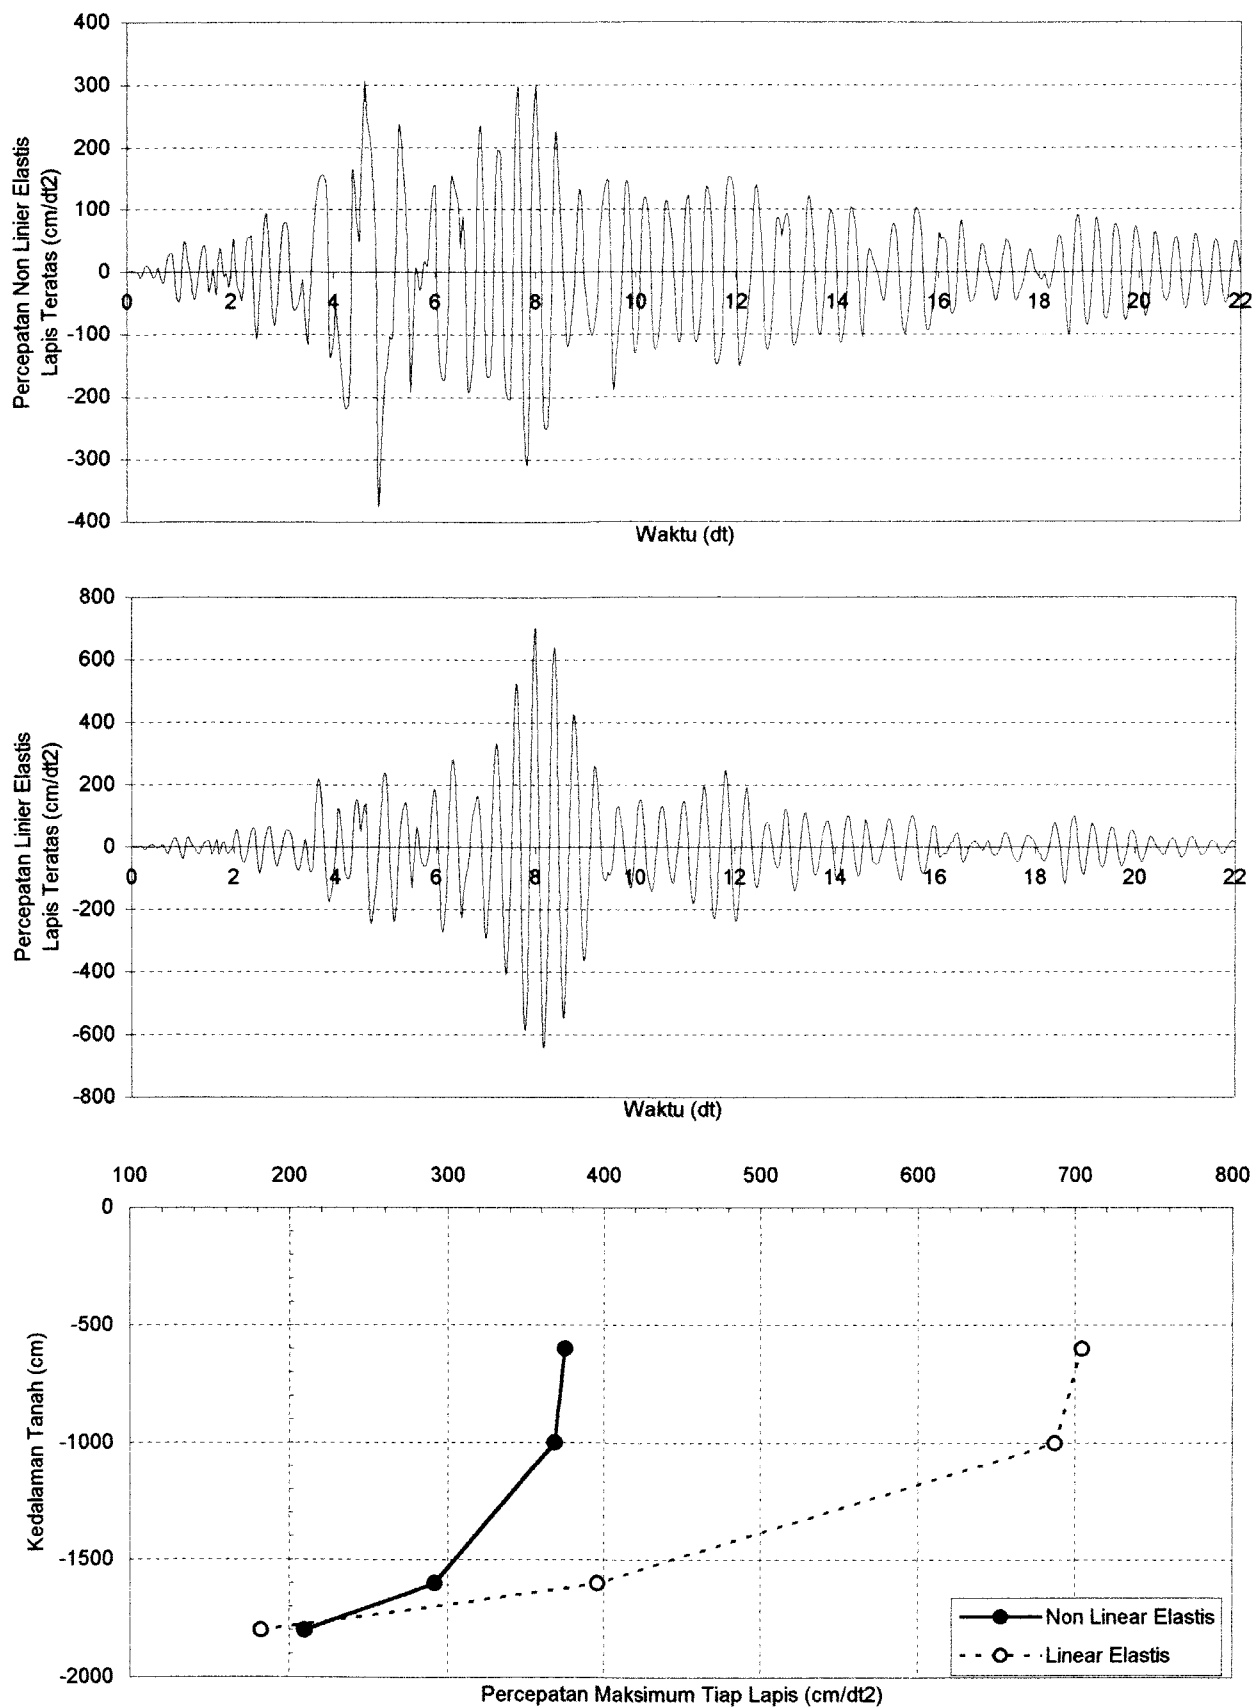 400
300
200
100
0
-100
-200
-300
-400
0 2 4 6 8 10 12 14 16 18 20 22
Percepatan Non Linier Elastis
Lapis Teratas (cm/dt2)
Waktu (dt)
800
600
400
200
0
-200
-400
-600
-800
0 2 4 6 8 10 12 14 16 18 20 22
Percepatan Linier Elastis
Lapis Teratas (cm/dt2)
Waktu (dt)
100 200 300 400 500 600 700 800
0
-500
-1000
-1500
-2000
Kedalaman Tanah (cm)
Non Linear Elastis
Linear Elastis
Percepatan Maksimum Tiap Lapis (cm/dt2)